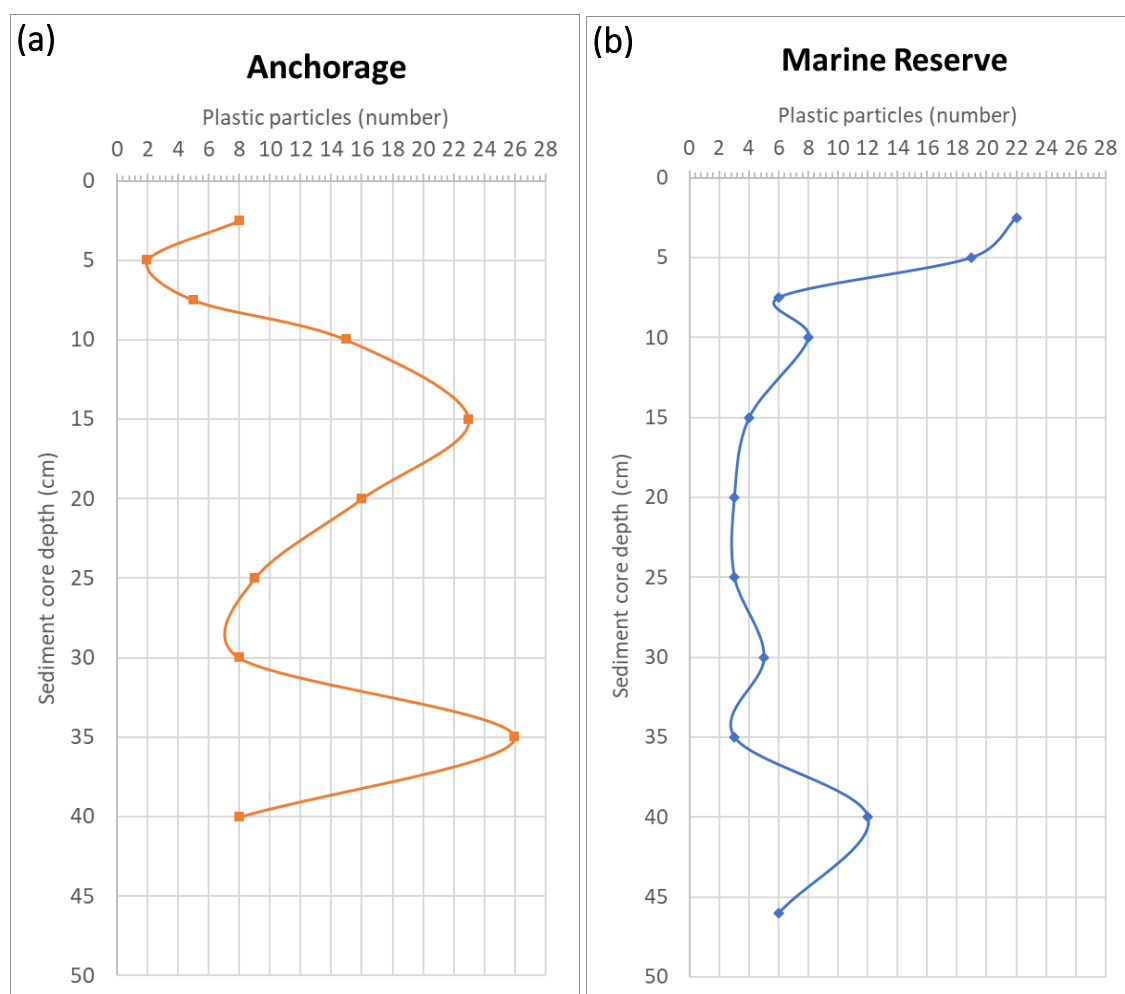 (a)
Anchorage
Plastic particles (number)
0 2 4 6 8 10 12 14 16 18 20 22 24 26 28
0
5
10
15
20
25
30
35
40
45
50
Sediment core depth (cm)
(b)
Marine Reserve
Plastic particles (number)
0 2 4 6 8 10 12 14 16 18 20 22 24 26 28
0
5
10
15
20
25
30
35
40
45
50
Sediment core depth (cm)